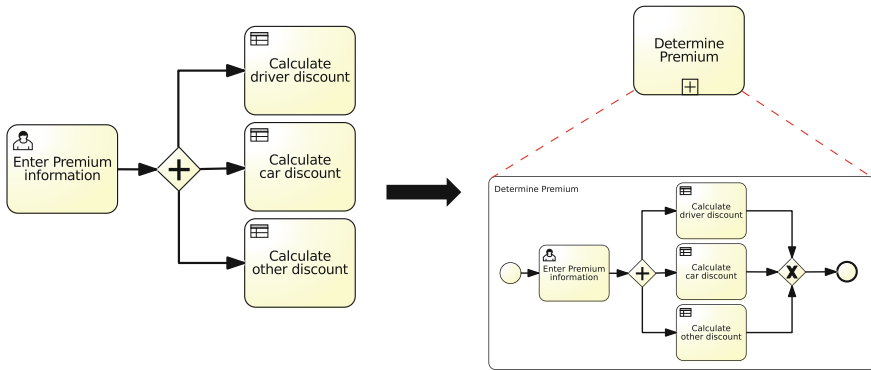 Calculate
driver discount
Enter Premium
information
Calculate
car discount
Calculate
other discount
Determine
Premium
Determine Premium
Calculate
driver discount
Enter Premium
information
Calculate
car discount
Calculate
other discount